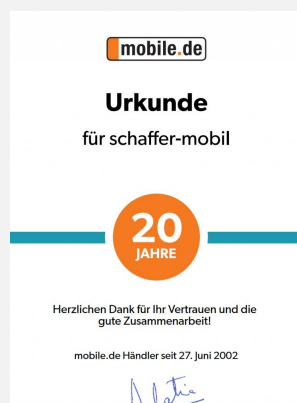 mobile.de
Urkunde
für schaffer-mobil
20
JAHRE
Herzlichen Dank für Ihr Vertrauen und die
gute Zusammenarbeit!
mobile.de Händler seit 27. Juni 2002